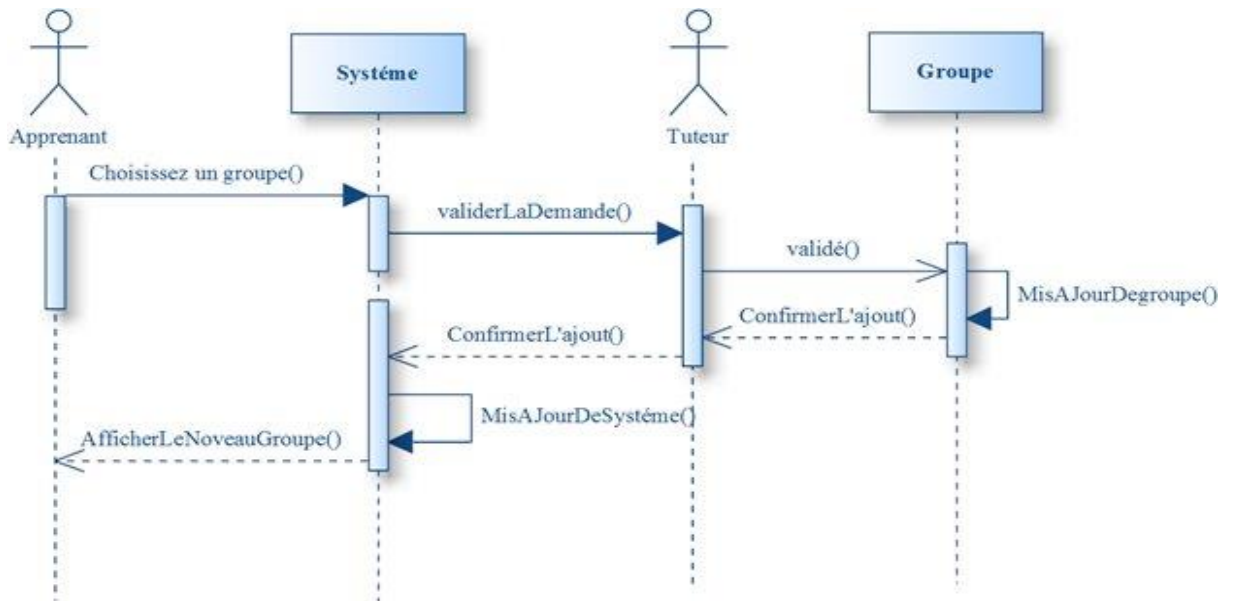 Systéme
Groupe
Apprenant
Tuteur
Choisissez un groupe()
validerLaDemande()
validé()
MisAJourDegroupe()
ConfirmerL'ajout()
ConfirmerL'ajout()
MisAJourDeSystéme()
AfficherLeNoveauGroupe()